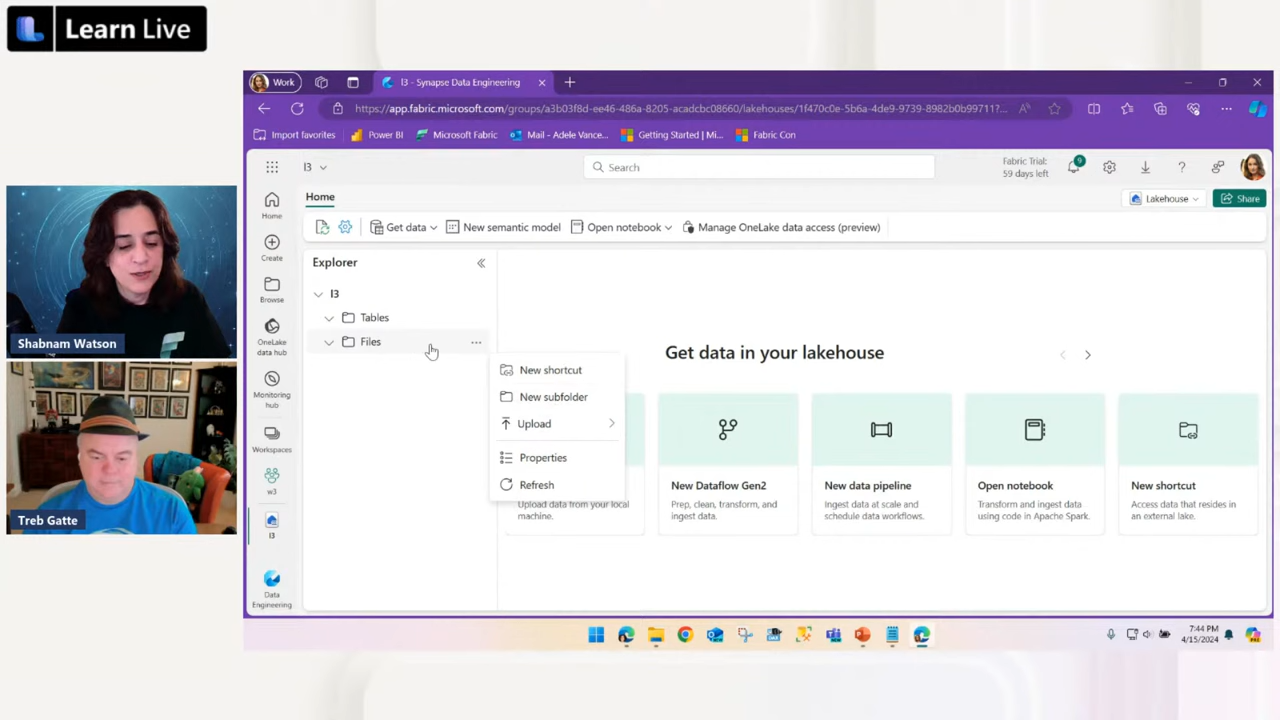 Learn Live
Work
l3 - Synapse Data Engineering
https://app.fabric.microsoft.com/groups/a3b03f8d-ee46-486a-8205-acadcbc08660/lakehouses/1f470c0e-5b6a-4de9-9739-8982b0b99711?...
Import favorites
Power BI
Microsoft Fabric
Mail - Adele Vance...
Getting Started | Mi...
Fabric Con
l3
Search
Fabric Trial:
59 days left
9
Home
Lakehouse
Share
Get data
New semantic model
Open notebook
Manage OneLake data access (preview)
Home
Create
Browse
OneLake
data hub
Monitoring
hub
Workspaces
w3
l3
Data
Engineering
Explorer
l3
Tables
Files
New shortcut
New subfolder
Upload
Properties
Refresh
Get data in your lakehouse
Upload data from your local
machine.
New Dataflow Gen2
Prep, clean, transform, and
ingest data.
New data pipeline
Ingest data at scale and
schedule data workflows.
Open notebook
Transform and ingest data
using code in Apache Spark.
New shortcut
Access data that resides in
an external lake.
Shabnam Watson
Treb Gatte
7:44 PM
4/15/2024